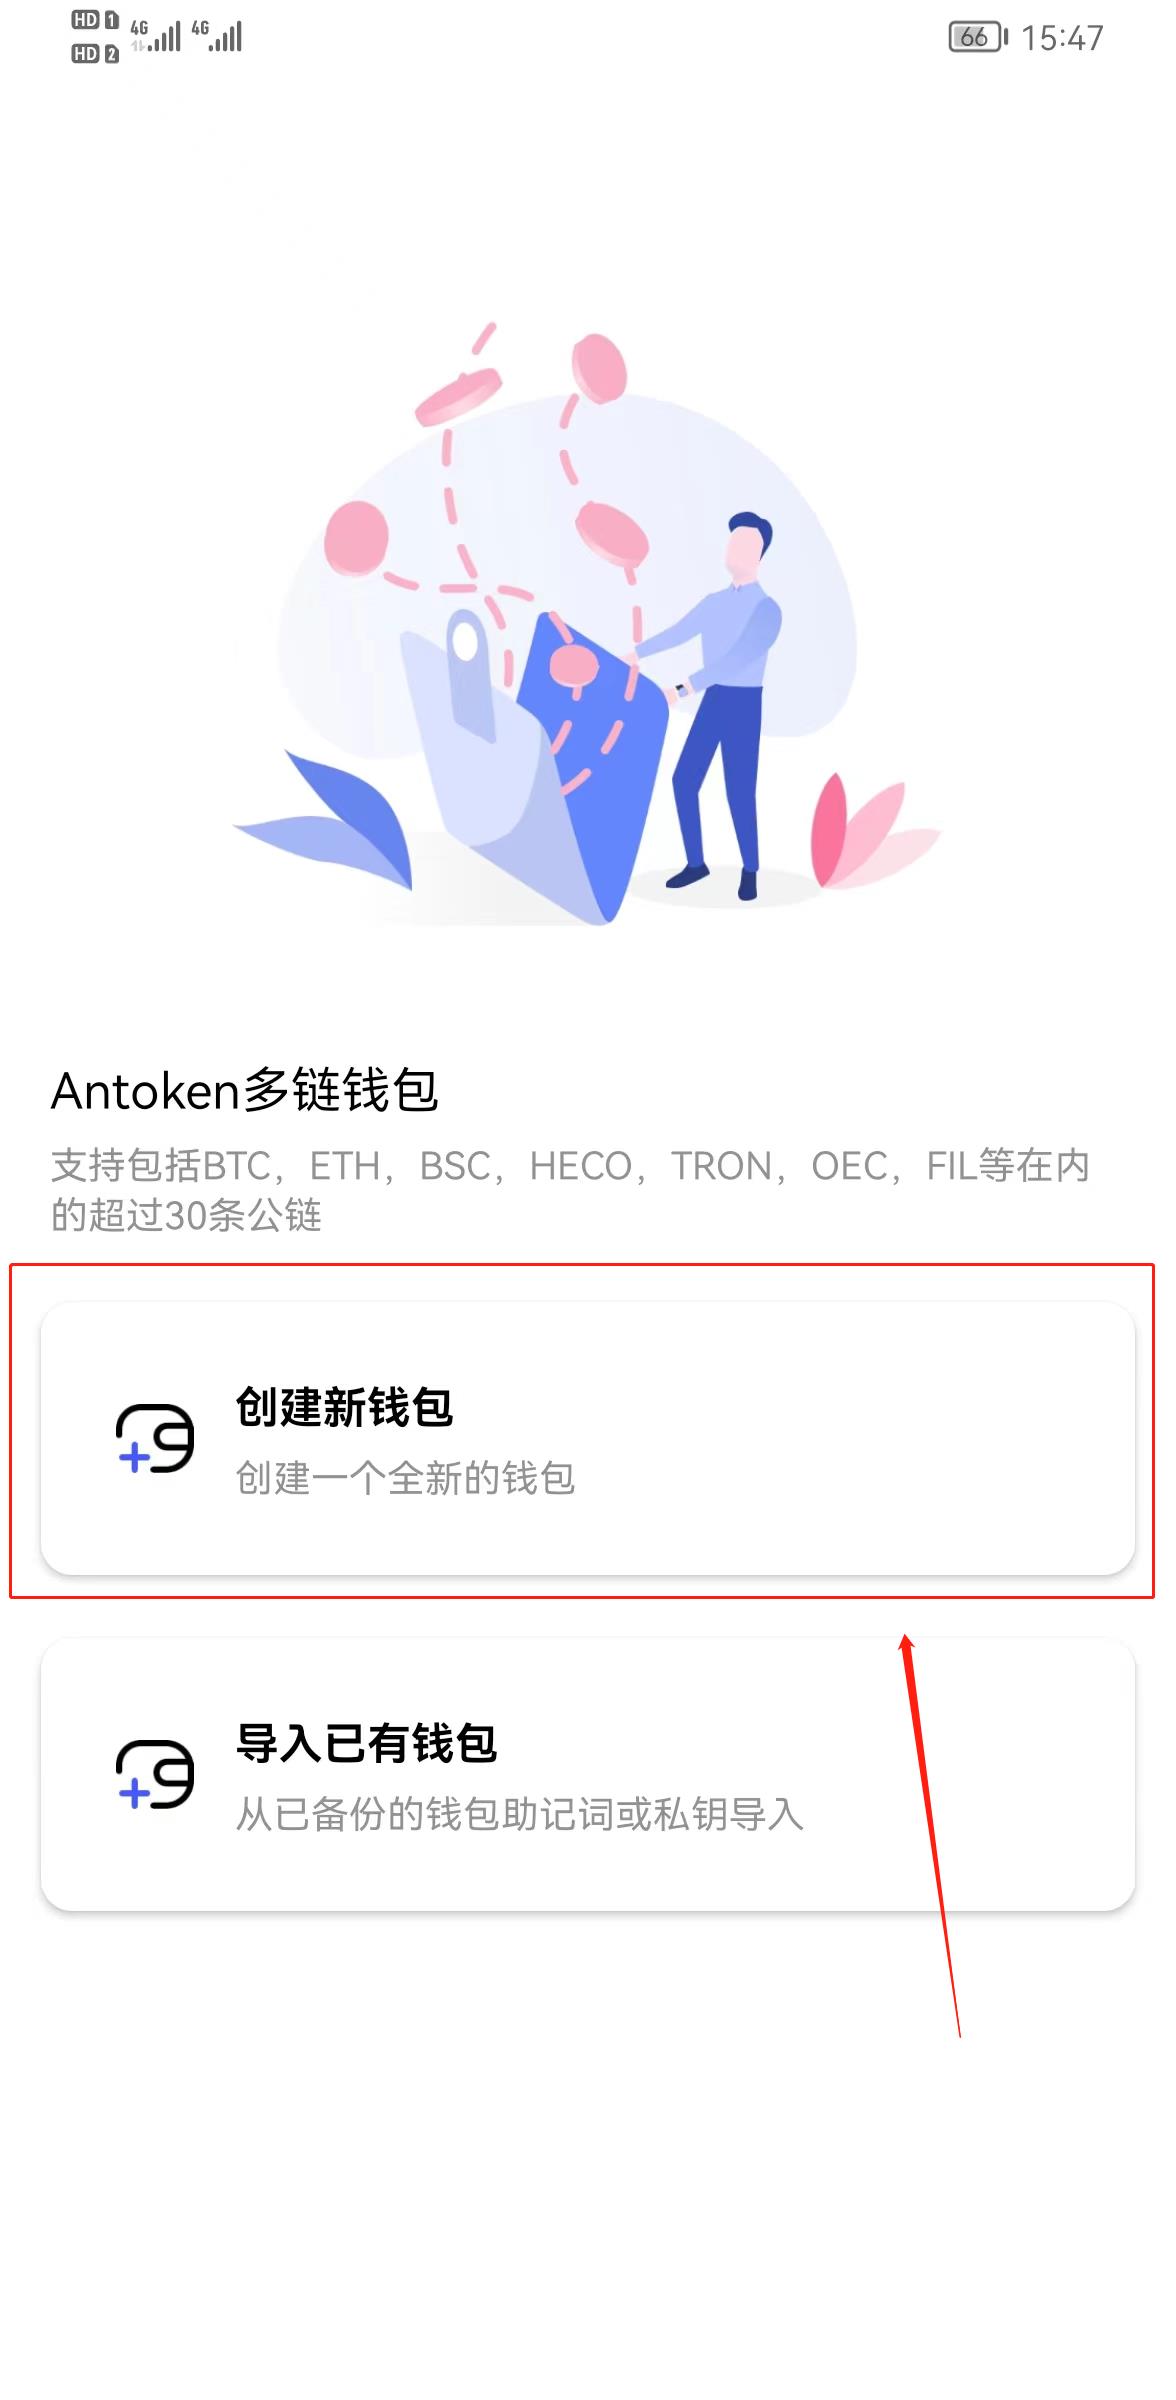 HD 1 4G 4G 66 15:47
HD 2
Antoken多链钱包
支持包括BTC，ETH，BSC，HECO，TRON，OEC，FIL等在内
的超过30条公链
创建新钱包
创建一个全新的钱包
导入已有钱包
从已备份的钱包助记词或私钥导入